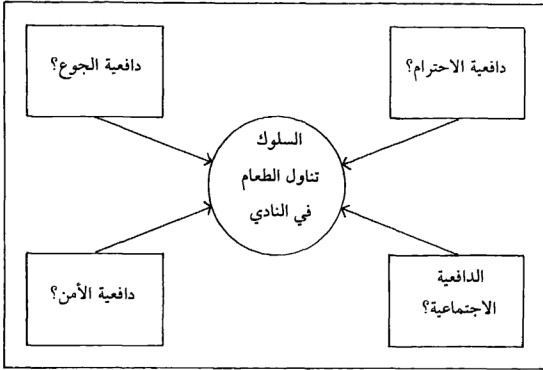 دافعية الاحترام؟
دافعية الجوع؟
السلوك
تناول الطعام
في النادي
الدافعية
الاجتماعية؟
دافعية الأمن؟